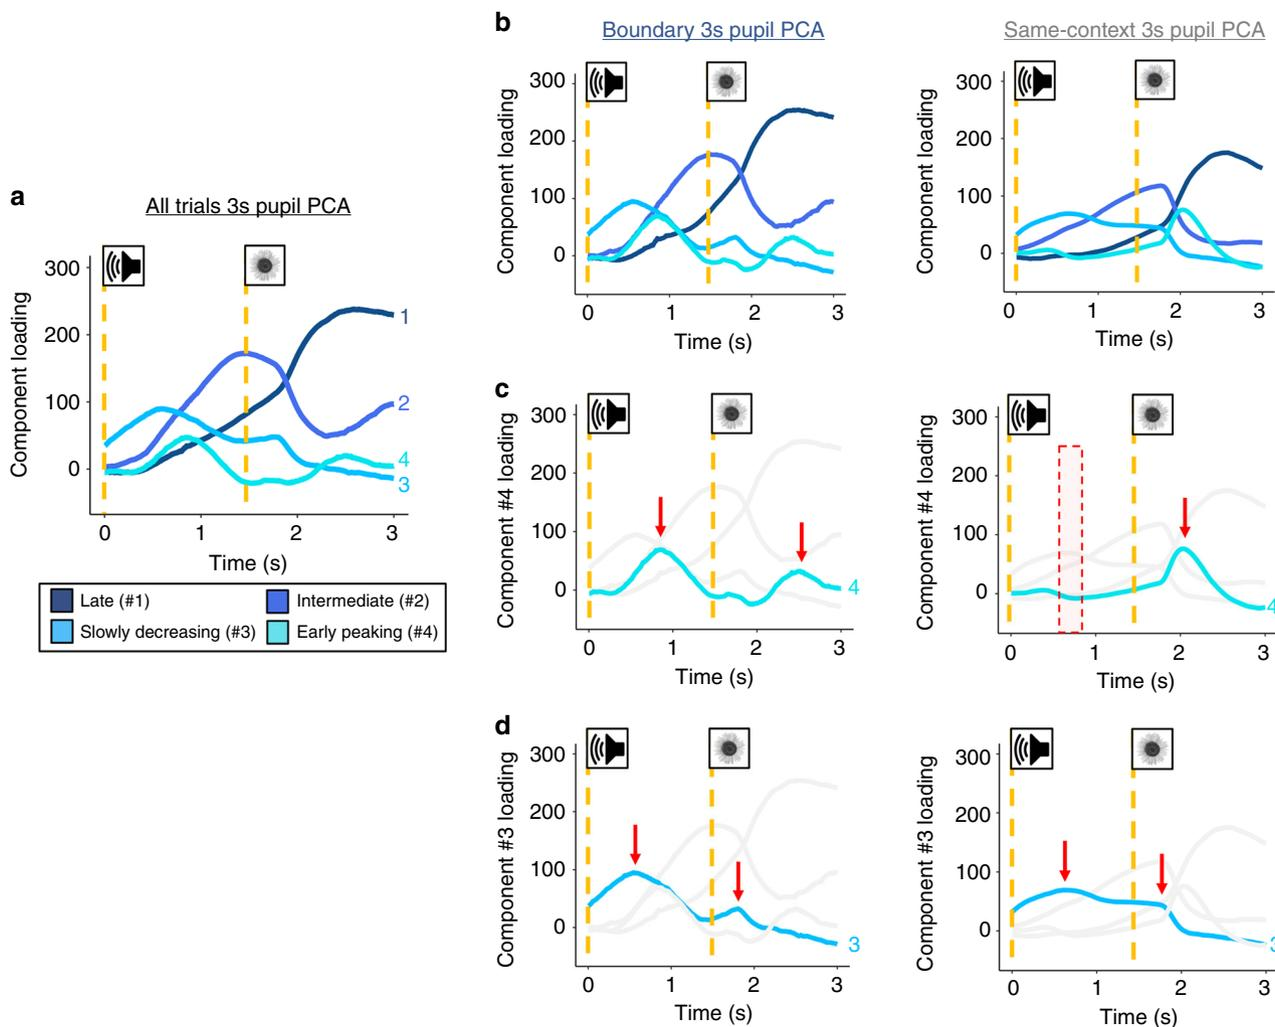 a
All trials 3s pupil PCA
Component loading
300
200
100
0
1
2
4
3
0
1
2
3
Time (s)
Late (#1)
Intermediate (#2)
Slowly decreasing (#3)
Early peaking (#4)
b
Boundary 3s pupil PCA
Component loading
300
200
100
0
0
1
2
3
Time (s)
Same-context 3s pupil PCA
Component loading
300
200
100
0
0
1
2
3
Time (s)
c
Component #4 loading
300
200
100
0
4
0
1
2
3
Time (s)
Component #4 loading
300
200
100
0
4
0
1
2
3
Time (s)
d
Component #3 loading
300
200
100
0
3
0
1
2
3
Time (s)
Component #3 loading
300
200
100
0
3
0
1
2
3
Time (s)